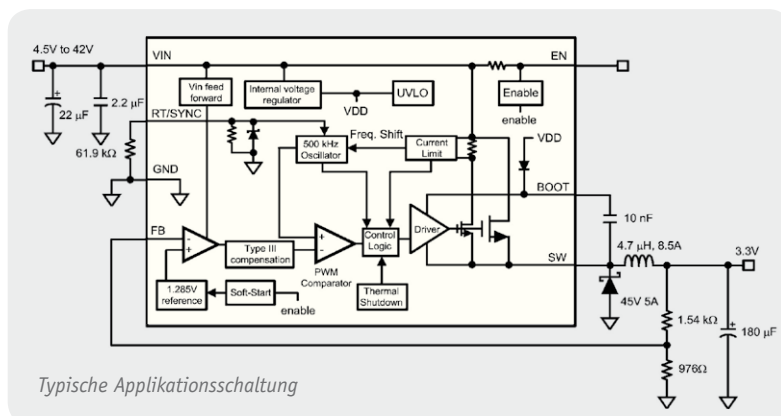 4.5V to 42V
VIN
EN
Vin feed
forward
Internal voltage
regulator
UVLO
VDD
Enable
enable
22 µF
2.2 µF
RT/SYNC
61.9 kΩ
500 kHz
Oscillator
Freq. Shift
Current
Limit
VDD
GND
BOOT
10 nF
FB
-
+
Type III
compensation
+
-
PWM
Comparator
Control
Logic
Driver
4.7 µH, 8.5A
SW
3.3V
1.285V
reference
Soft-Start
enable
Thermal
Shutdown
45V 5A
1.54 kΩ
180 µF
976Ω
Typische Applikationsschaltung